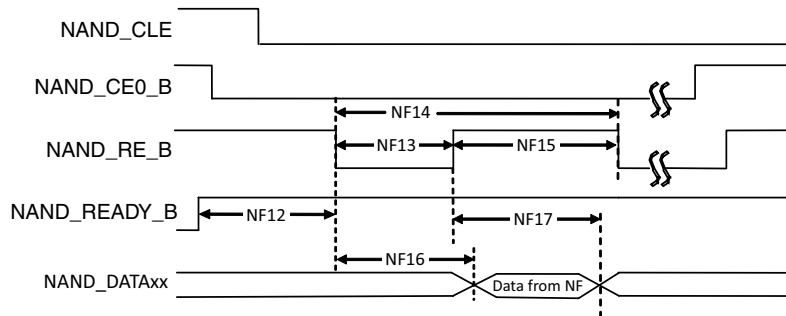 NAND_CLE
NAND_CE0_B
NF14
NAND_RE_B
NF13
NF15
NAND_READY_B
NF12
NF17
NF16
NAND_DATAxx
Data from NF